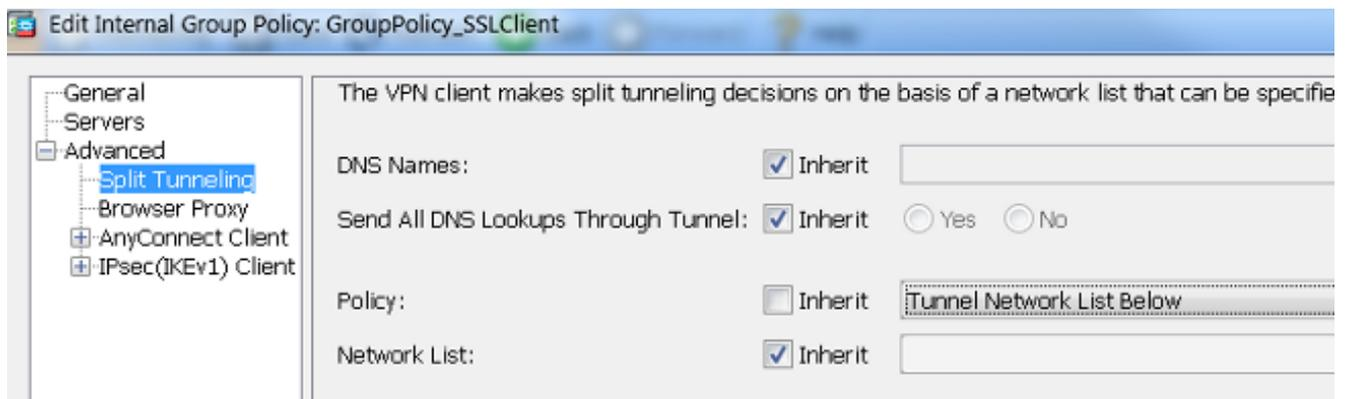 Edit Internal Group Policy: GroupPolicy_SSLClient
General
Servers
Advanced
Split Tunneling
Browser Proxy
AnyConnect Client
IPsec(IKEv1) Client
The VPN client makes split tunneling decisions on the basis of a network list that can be specifie
DNS Names: Inherit
Send All DNS Lookups Through Tunnel: Inherit Yes No
Policy: Inherit Tunnel Network List Below
Network List: Inherit